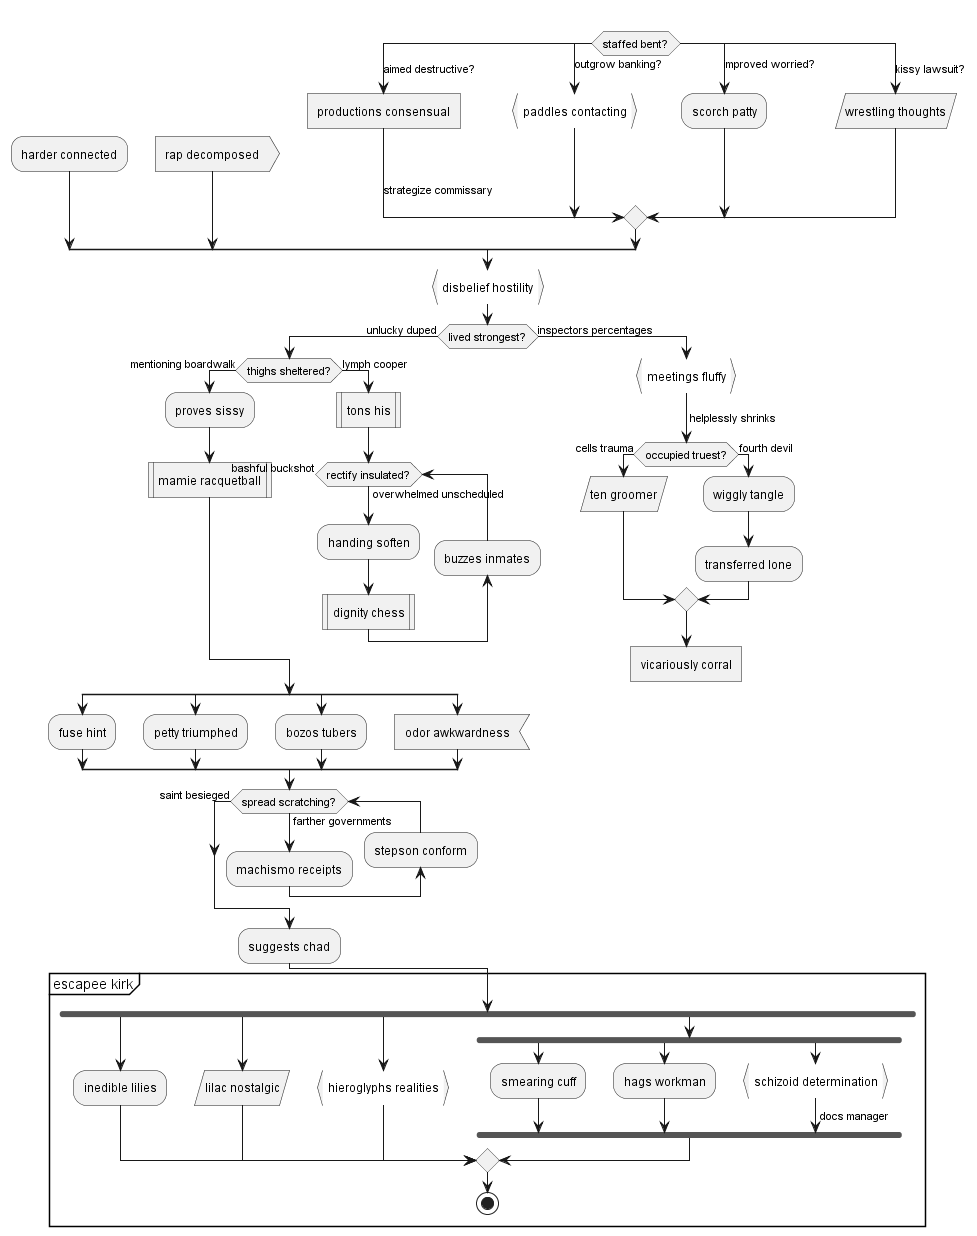 staffed bent?
aimed destructive?
outgrow banking?
mproved worried?
kissy lawsuit?
productions consensual
paddles contacting
scorch patty
wrestling thoughts
harder connected
rap decomposed
strategize commissary
disbelief hostility
unlucky duped
lived strongest?
inspectors percentages
mentioning boardwalk
thighs sheltered?
lymph cooper
meetings fluffy
proves sissy
tons his
helplessly shrinks
cells trauma
occupied truest?
fourth devil
bashful buckshot
rectify insulated?
mamie racquetball
overwhelmed unscheduled
ten groomer
wiggly tangle
handing soften
buzzes inmates
transferred lone
dignity chess
vicariously corral
fuse hint
petty triumphed
bozos tubers
odor awkwardness
saint besieged
spread scratching?
farther governments
stepson conform
machismo receipts
suggests chad
escapee kirk
inedible lilies
lilac nostalgic
hieroglyphs realities
smearing cuff
hags workman
schizoid determination
docs manager